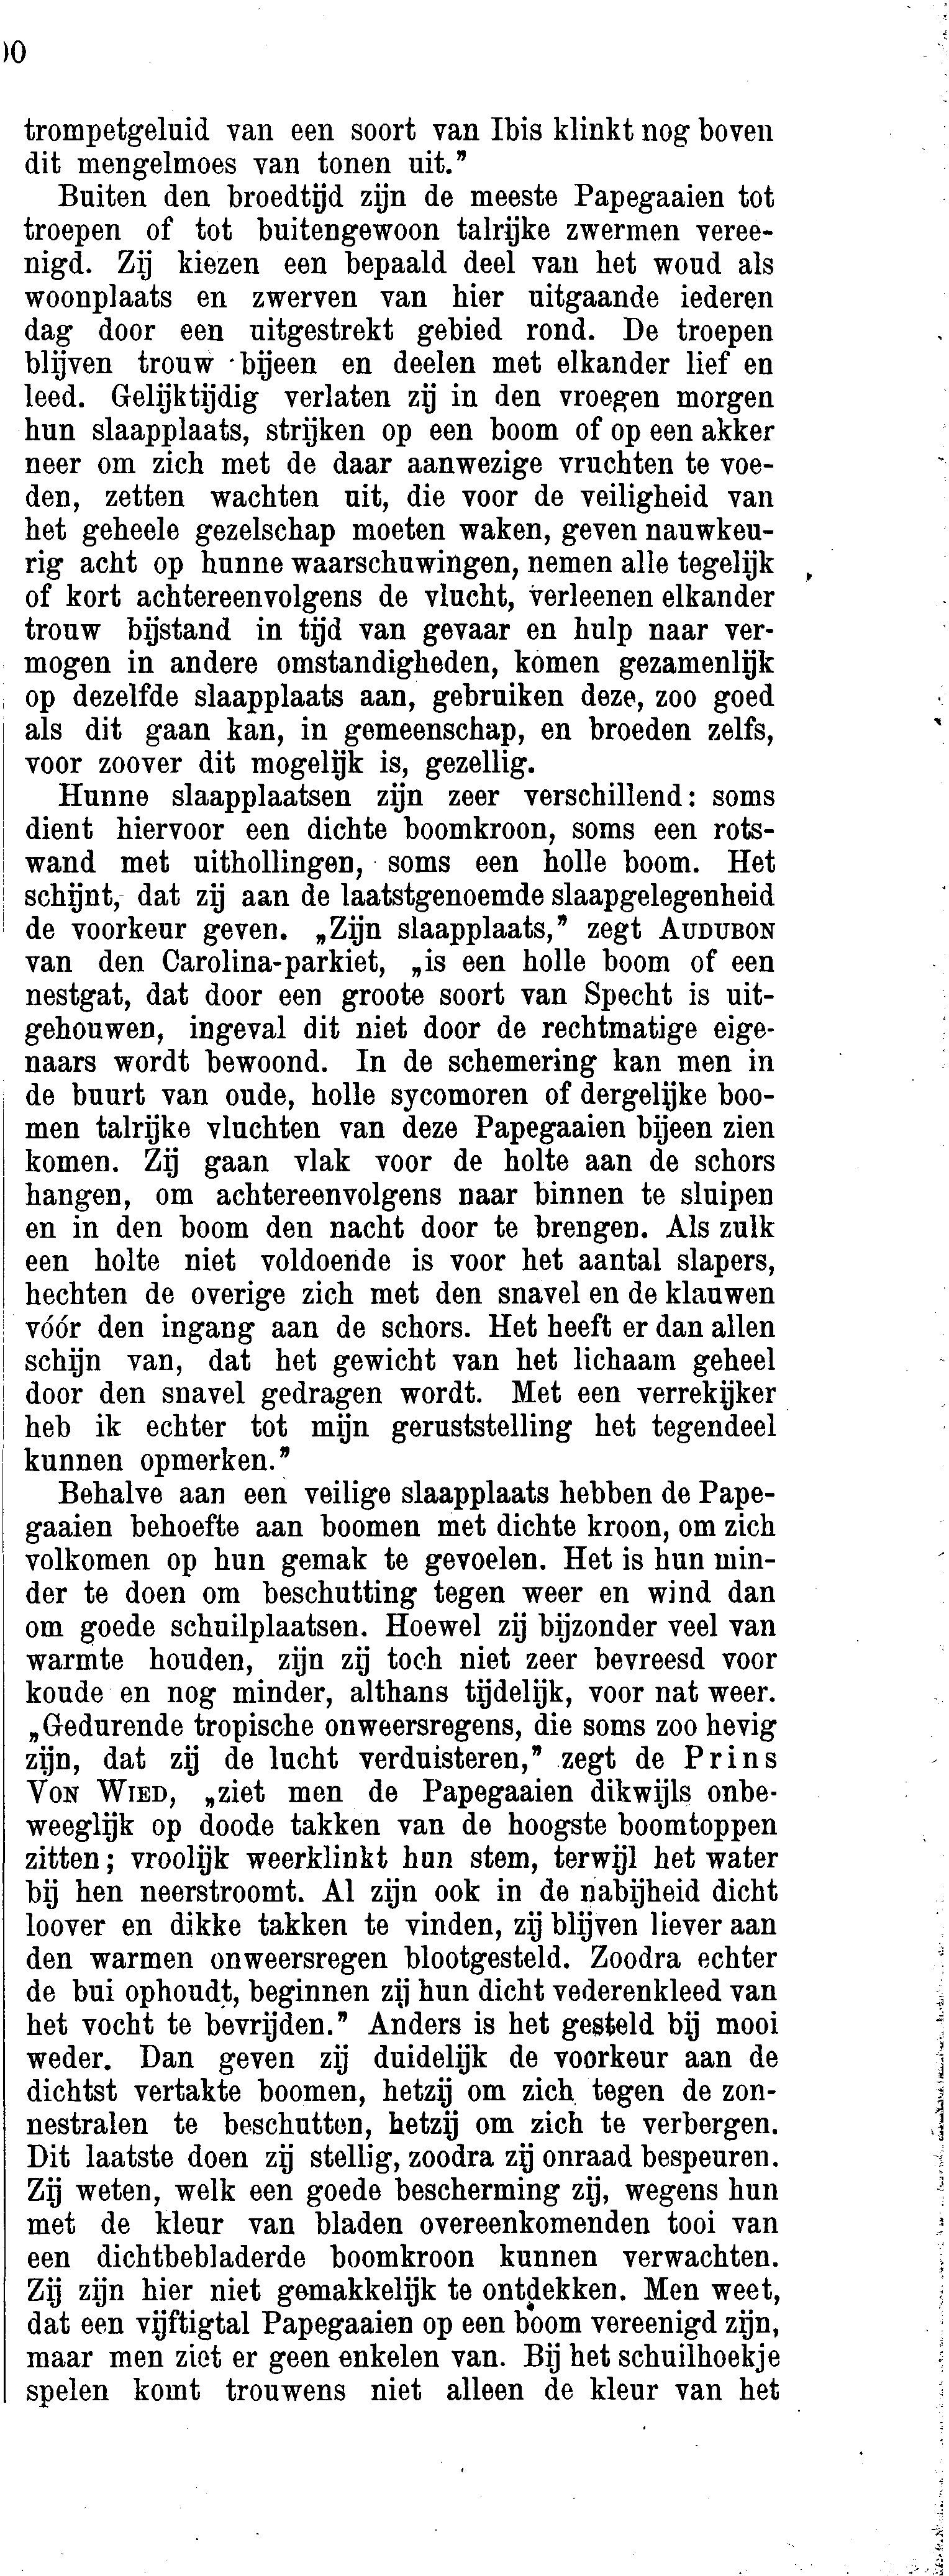 00
trompetgeluid van een soort van Ibis klinkt nog boven
dit mengelmoes van tonen uit.”
Buiten den broedtijd zijn de meeste Papegaaien tot
troepen of tot buitengewoon talrijke zwermen veree-
nigd. Zij kiezen een bepaald deel van het woud als
woonplaats en zwerven van hier uitgaande iederen
dag door een uitgestrekt gebied rond. De troepen
blijven trouw bijeen en deelen met elkander lief en
leed. Gelijktijdig verlaten zij in den vroegen morgen
hun slaapplaats, strijken op een boom of op een akker
neer om zich met de daar aanwezige vruchten te voe-
den, zetten wachten uit, die voor de veiligheid van
het geheele gezelschap moeten waken, geven nauwkeu-
rig acht op hunne waarschuwingen, nemen alle tegelijk
of kort achtereenvolgens de vlucht, verleenen elkander
trouw bijstand in tijd van gevaar en hulp naar ver-
mogen in andere omstandigheden, komen gezamenlijk
op dezelfde slaapplaats aan, gebruiken deze, zoo goed
als dit gaan kan, in gemeenschap, en broeden zelfs,
voor zoover dit mogelijk is, gezellig.
Hunne slaapplaatsen zijn zeer verschillend: soms
dient hiervoor een dichte boomkroon, soms een rots-
wand met uithollingen, soms een holle boom. Het
schijnt, dat zij aan de laatstgenoemde slaapgelegenheid
de voorkeur geven. „Zijn slaapplaats,” zegt AUDUBON
van den Carolina-parkiet, „is een holle boom of een
nestgat, dat door een groote soort van Specht is uit-
gehouwen, ingeval dit niet door de rechtmatige eige-
naars wordt bewoond. In de schemering kan men in
de buurt van oude, holle sycomoren of dergelijke boo-
men talrijke vluchten van deze Papegaaien bijeen zien
komen. Zij gaan vlak voor de holte aan de schors
hangen, om achtereenvolgens naar binnen te sluipen
en in den boom den nacht door te brengen. Als zulk
een holte niet voldoende is voor het aantal slapers,
hechten de overige zich met den snavel en de klauwen
vóór den ingang aan de schors. Het heeft er dan allen
schijn van, dat het gewicht van het lichaam geheel
door den snavel gedragen wordt. Met een verrekijker
heb ik echter tot mijn geruststelling het tegendeel
kunnen opmerken.”
Behalve aan een veilige slaapplaats hebben de Pape-
gaaien behoefte aan boomen met dichte kroon, om zich
volkomen op hun gemak te gevoelen. Het is hun min-
der te doen om beschutting tegen weer en wind dan
om goede schuilplaatsen. Hoewel zij bijzonder veel van
warmte houden, zijn zij toch niet zeer bevreesd voor
koude en nog minder, althans tijdelijk, voor nat weer.
„Gedurende tropische onweersregens, die soms zoo hevig
zijn, dat zij de lucht verduisteren,” zegt de Prins
VON WIED, „ziet men de Papegaaien dikwijls onbe-
weeglijk op doode takken van de hoogste boomtoppen
zitten; vroolijk weerklinkt hun stem, terwijl het water
bij hen neerstroomt. Al zijn ook in de nabijheid dicht
loover en dikke takken te vinden, zij blijven liever aan
den warmen onweersregen blootgesteld. Zoodra echter
de bui ophoudt, beginnen zij hun dicht vederenkleed van
het vocht te bevrijden.” Anders is het gesteld bij mooi
weder. Dan geven zij duidelijk de voorkeur aan de
dichtst vertakte boomen, hetzij om zich tegen de zon-
nestralen te beschutten, hetzij om zich te verbergen.
Dit laatste doen zij stellig, zoodra zij onraad bespeuren.
Zij weten, welk een goede bescherming zij, wegens hun
met de kleur van bladen overeenkomenden tooi van
een dichtbebladerde boomkroon kunnen verwachten.
Zij zijn hier niet gemakkelijk te ontdekken. Men weet,
dat een vijftigtal Papegaaien op een boom vereenigd zijn,
maar men ziet er geen enkelen van. Bij het schuilhoekje
spelen komt trouwens niet alleen de kleur van het